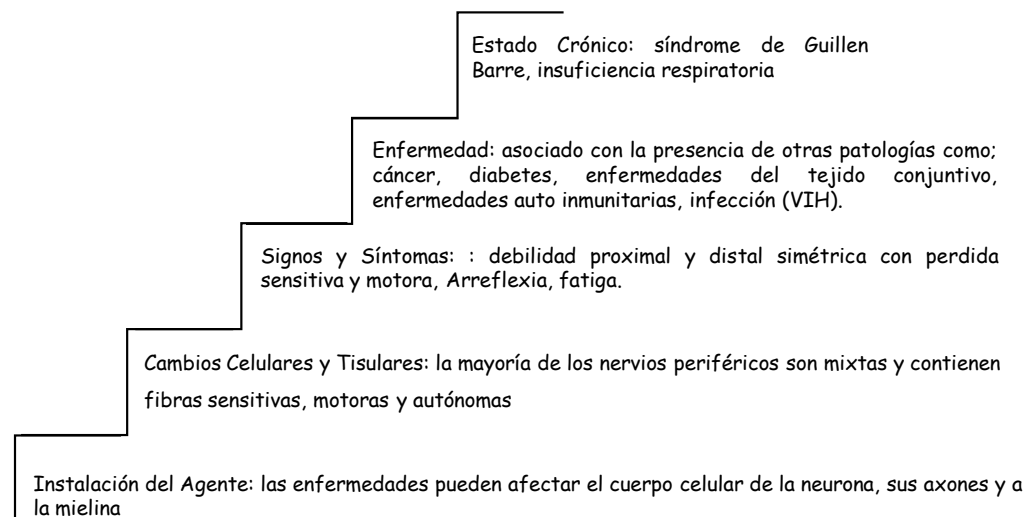 Estado Crónico: síndrome de Guillen
Barre, insuficiencia respiratoria
Enfermedad: asociado con la presencia de otras patologías como;
cáncer, diabetes, enfermedades del tejido conjuntivo,
enfermedades auto inmunitarias, infección (VIH).
Signos y Síntomas: : debilidad proximal y distal simétrica con perdida
sensitiva y motora, Arreflexia, fatiga.
Cambios Celulares y Tisulares: la mayoría de los nervios periféricos son mixtas y contienen
fibras sensitivas, motoras y autónomas
Instalación del Agente: las enfermedades pueden afectar el cuerpo celular de la neurona, sus axones y a
la mielina